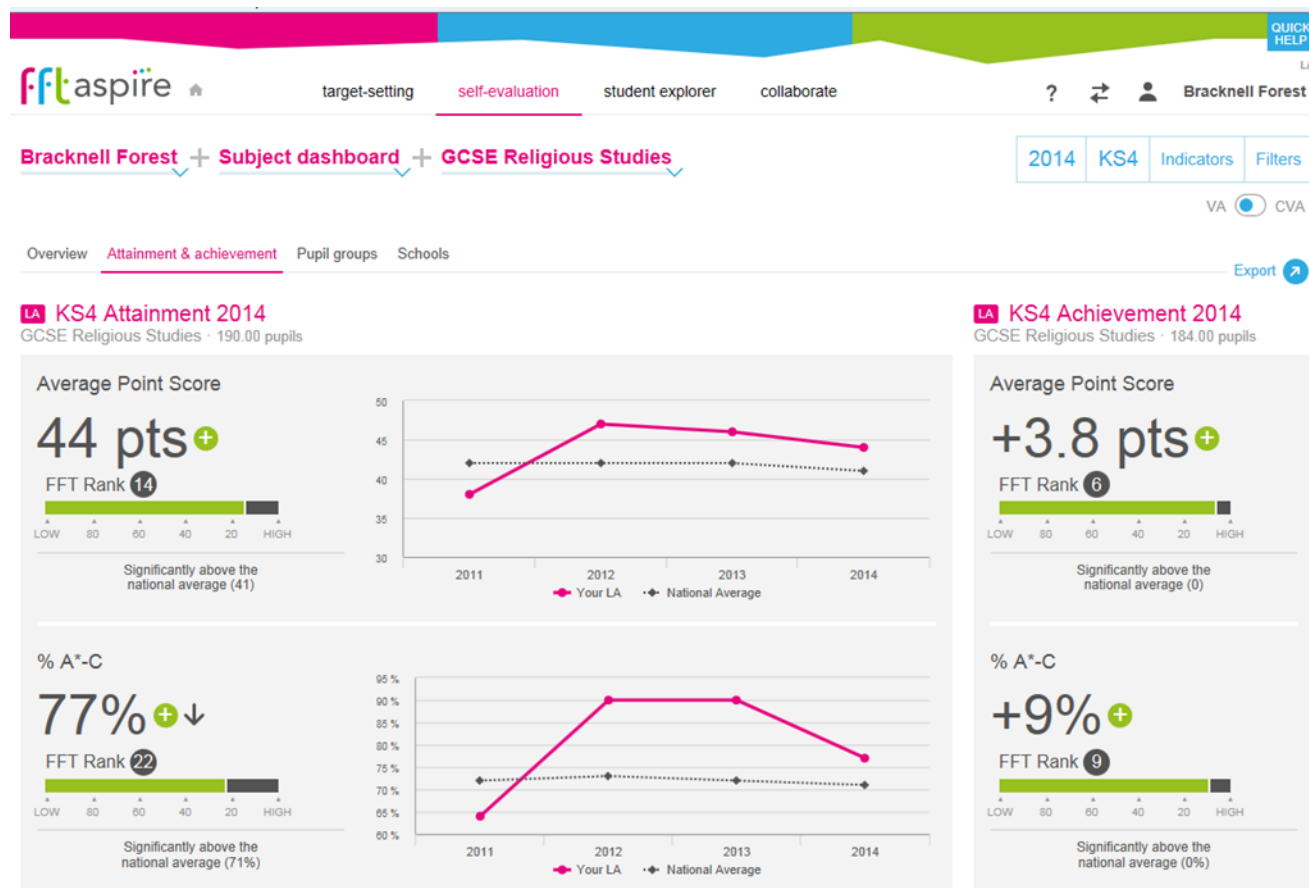 QUICK
HELP
LA
fft aspire
target-setting self-evaluation student explorer collaborate ? Bracknell Forest
Bracknell Forest + Subject dashboard + GCSE Religious Studies
2014 KS4 Indicators Filters
VA CVA
Overview Attainment & achievement Pupil groups Schools
Export
LA KS4 Attainment 2014
GCSE Religious Studies · 190.00 pupils
Average Point Score
44 pts +
FFT Rank 14
LOW 80 60 40 20 HIGH
Significantly above the
national average (41)
50
45
40
35
30
2011 2012 2013 2014
Your LA National Average
% A*-C
77% + ↓
FFT Rank 22
LOW 80 60 40 20 HIGH
Significantly above the
national average (71%)
95 %
90 %
85 %
80 %
75 %
70 %
65 %
60 %
2011 2012 2013 2014
Your LA National Average
LA KS4 Achievement 2014
GCSE Religious Studies · 184.00 pupils
Average Point Score
+3.8 pts +
FFT Rank 6
LOW 80 60 40 20 HIGH
Significantly above the
national average (0)
% A*-C
+9% +
FFT Rank 9
LOW 80 60 40 20 HIGH
Significantly above the
national average (0%)